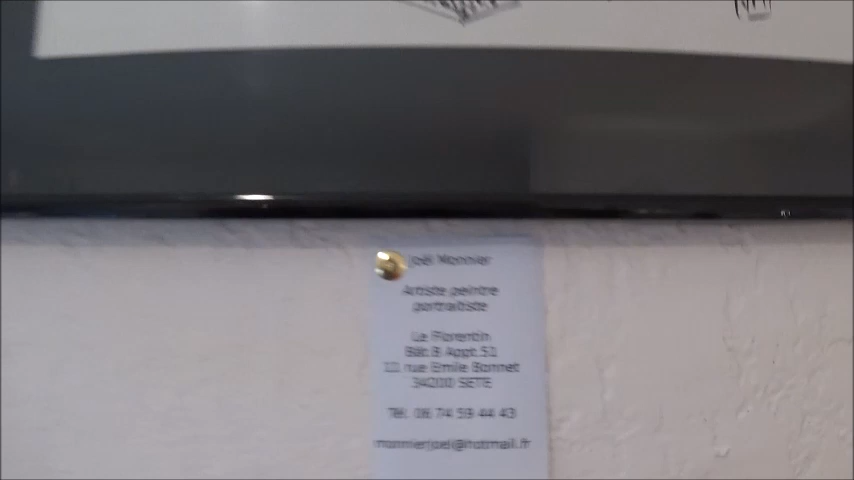 Joël Monnier
Artiste peintre
portraitiste
Le Florentin
Bât.B Appt.51
11 rue Emile Bonnet
34200 SETE
Tél. 06 74 59 44 43
monnierjoel@hotmail.fr